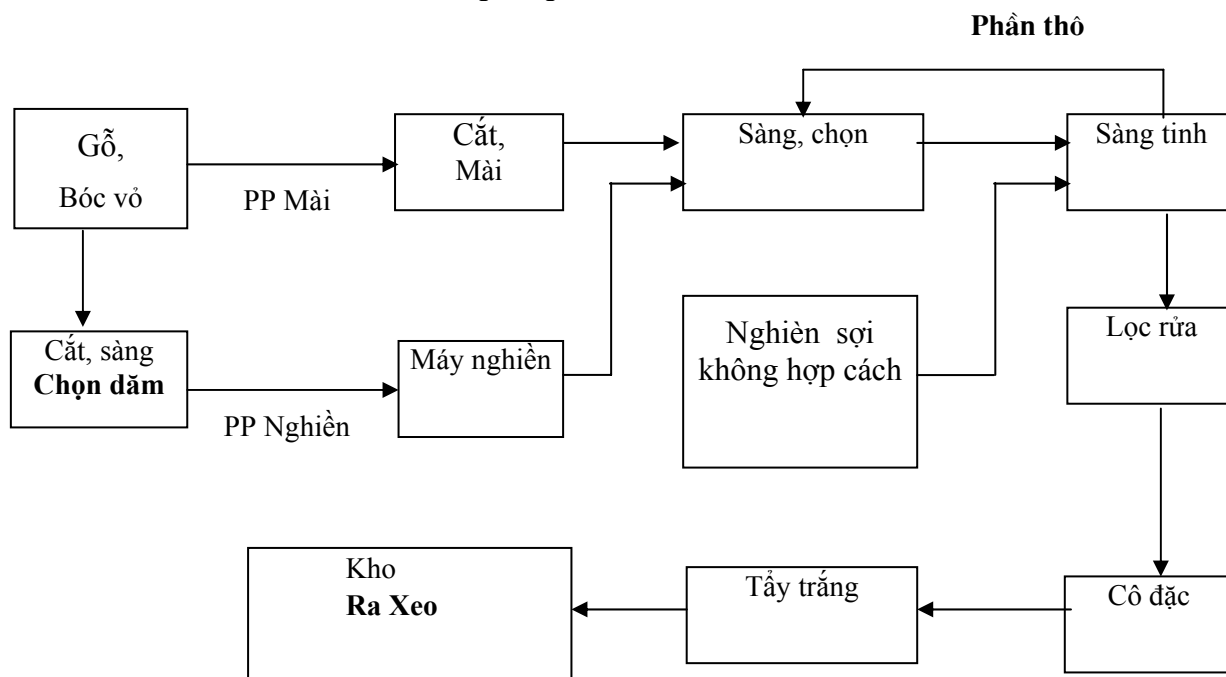 Phần thô
Gỗ,
Bóc vỏ
PP Mài
Cắt,
Mài
Sàng, chọn
Sàng tinh
Cắt, sàng
Chọn dăm
PP Nghiền
Máy nghiền
Nghièn sợi
không hợp cách
Lọc rửa
Kho
Ra Xeo
Tẩy trắng
Cô đặc